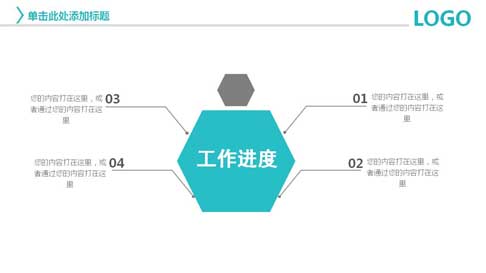 单击此处添加标题
LOGO
03
您的内容打在这里，或
者通过您的内容打在这
里
01
您的内容打在这里，或
者通过您的内容打在这
里
工作进度
04
您的内容打在这里，或
者通过您的内容打在这
里
02
您的内容打在这里，或
者通过您的内容打在这
里